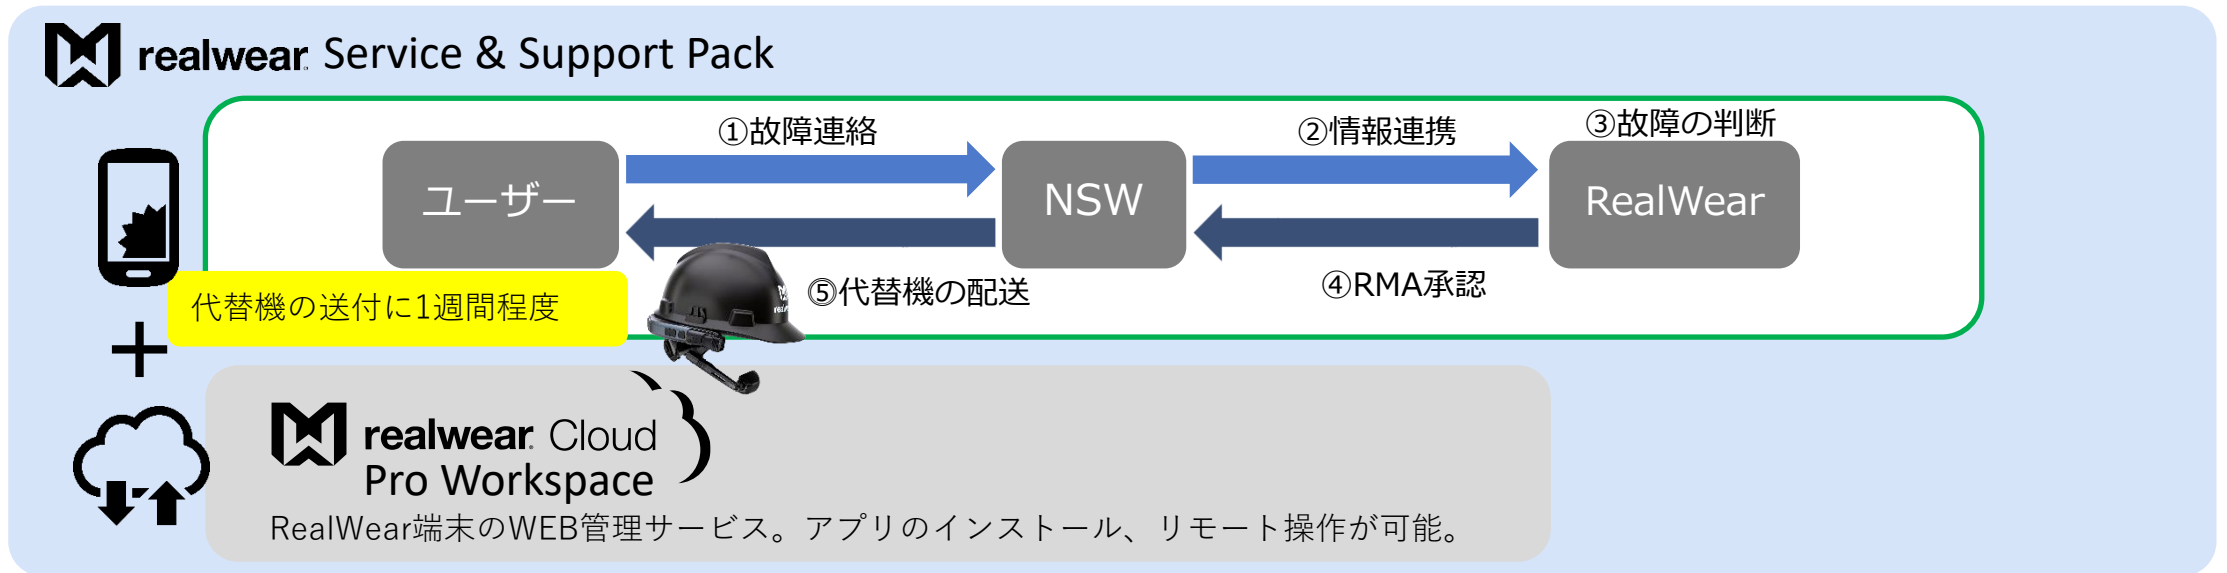 realwear Service & Support Pack
①故障連絡
②情報連携
③故障の判断
ユーザー
NSW
RealWear
⑤代替機の配送
④RMA承認
代替機の送付に1週間程度
realwear Cloud
Pro Workspace
RealWear端末のWEB管理サービス。アプリのインストール、リモート操作が可能。